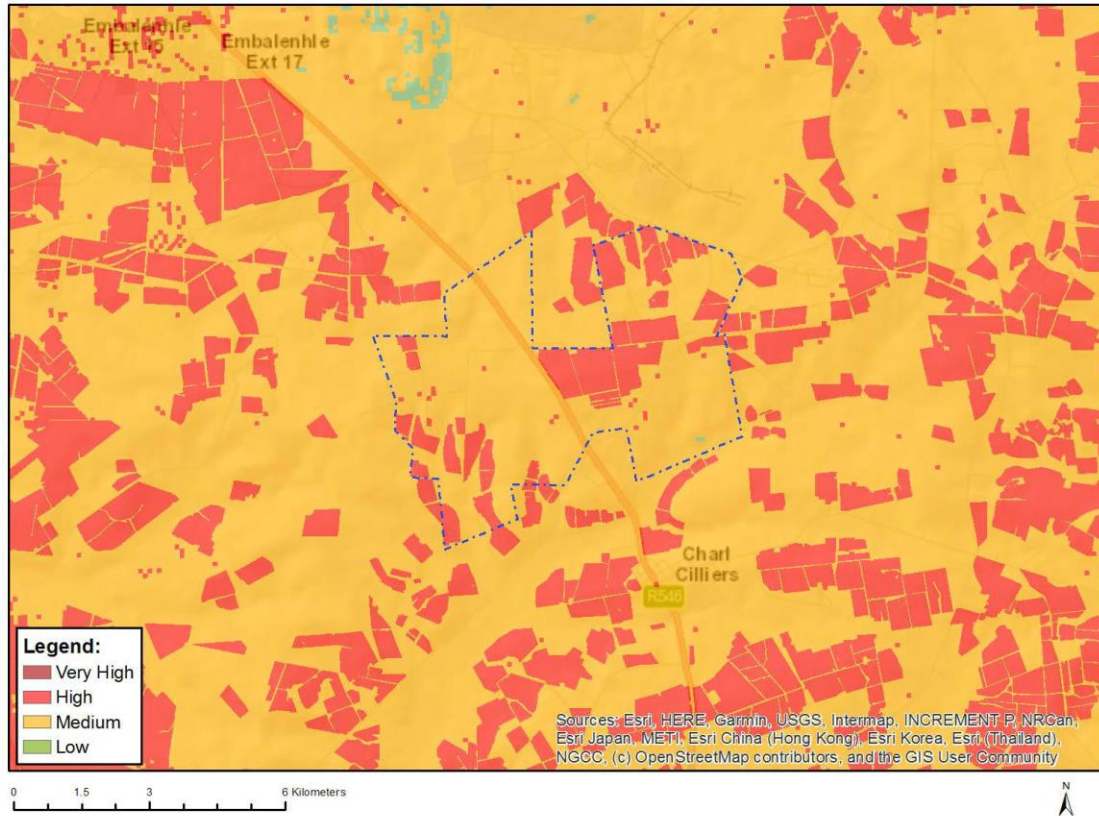 Embalenhle
Ext 15
Embalenhle
Ext 17
Charl
Cilliers
R546
Legend:
Very High
High
Medium
Low
Sources: Esri, HERE, Garmin, USGS, Intermap, INCREMENT P, NRCan,
Esri Japan, METI, Esri China (Hong Kong), Esri Korea, Esri (Thailand),
NGCC, (c) OpenStreetMap contributors, and the GIS User Community
0 1.5 3 6 Kilometers
N